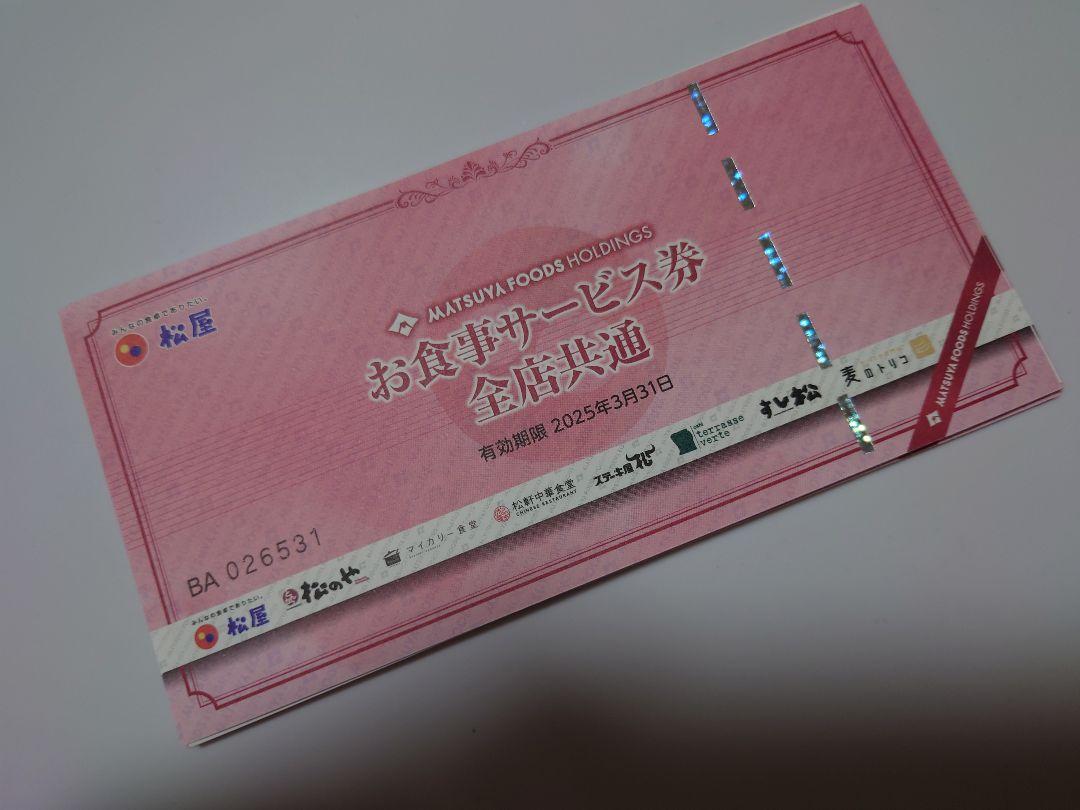 みんなの食卓でありたい。
松屋
MATSUYA FOODS HOLDINGS
お食事サービス券
全店共通
有効期限 2025年3月31日
BA 026531
みんなの食卓でありたい。
松屋
松のや
マイカリー食堂
松軒中華食堂
CHINESE RESTAURANT
ステーキ屋松
terrasse
verte
すし松
麦のトリコ
MATSUYA FOODS HOLDINGS